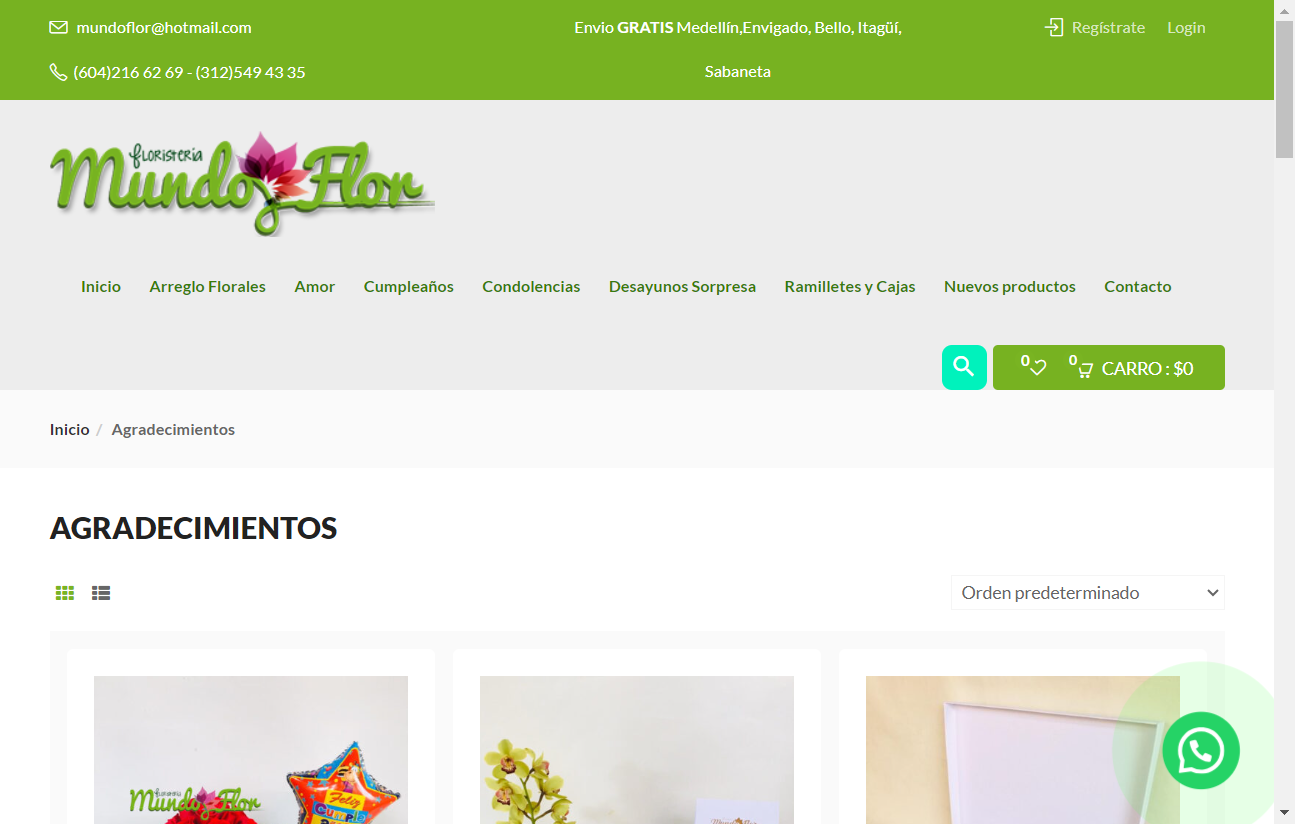 mundoflor@hotmail.com
Envio GRATIS Medellín,Envigado, Bello, Itagüí,
Sabaneta
Regístrate Login
(604)216 62 69 - (312)549 43 35
FLORISTERIA
Mundo Flor
Inicio Arreglo Florales Amor Cumpleaños Condolencias Desayunos Sorpresa Ramilletes y Cajas Nuevos productos Contacto
0 0 CARRO : $0
Inicio / Agradecimientos
AGRADECIMIENTOS
Orden predeterminado
FLORISTERIA
Mundo Flor
Feliz
Mundo Flor